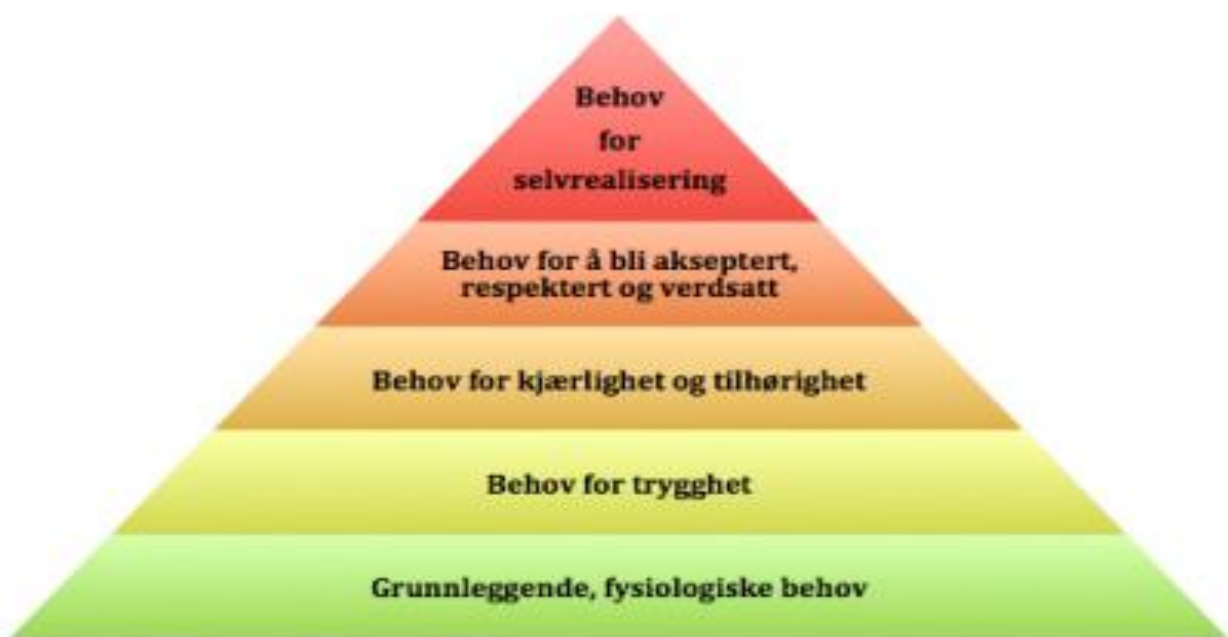 Behov
for
selvrealisering
Behov for å bli akseptert,
respektert og verdsatt
Behov for kjærlighet og tilhørighet
Behov for trygghet
Grunnleggende, fysiologiske behov